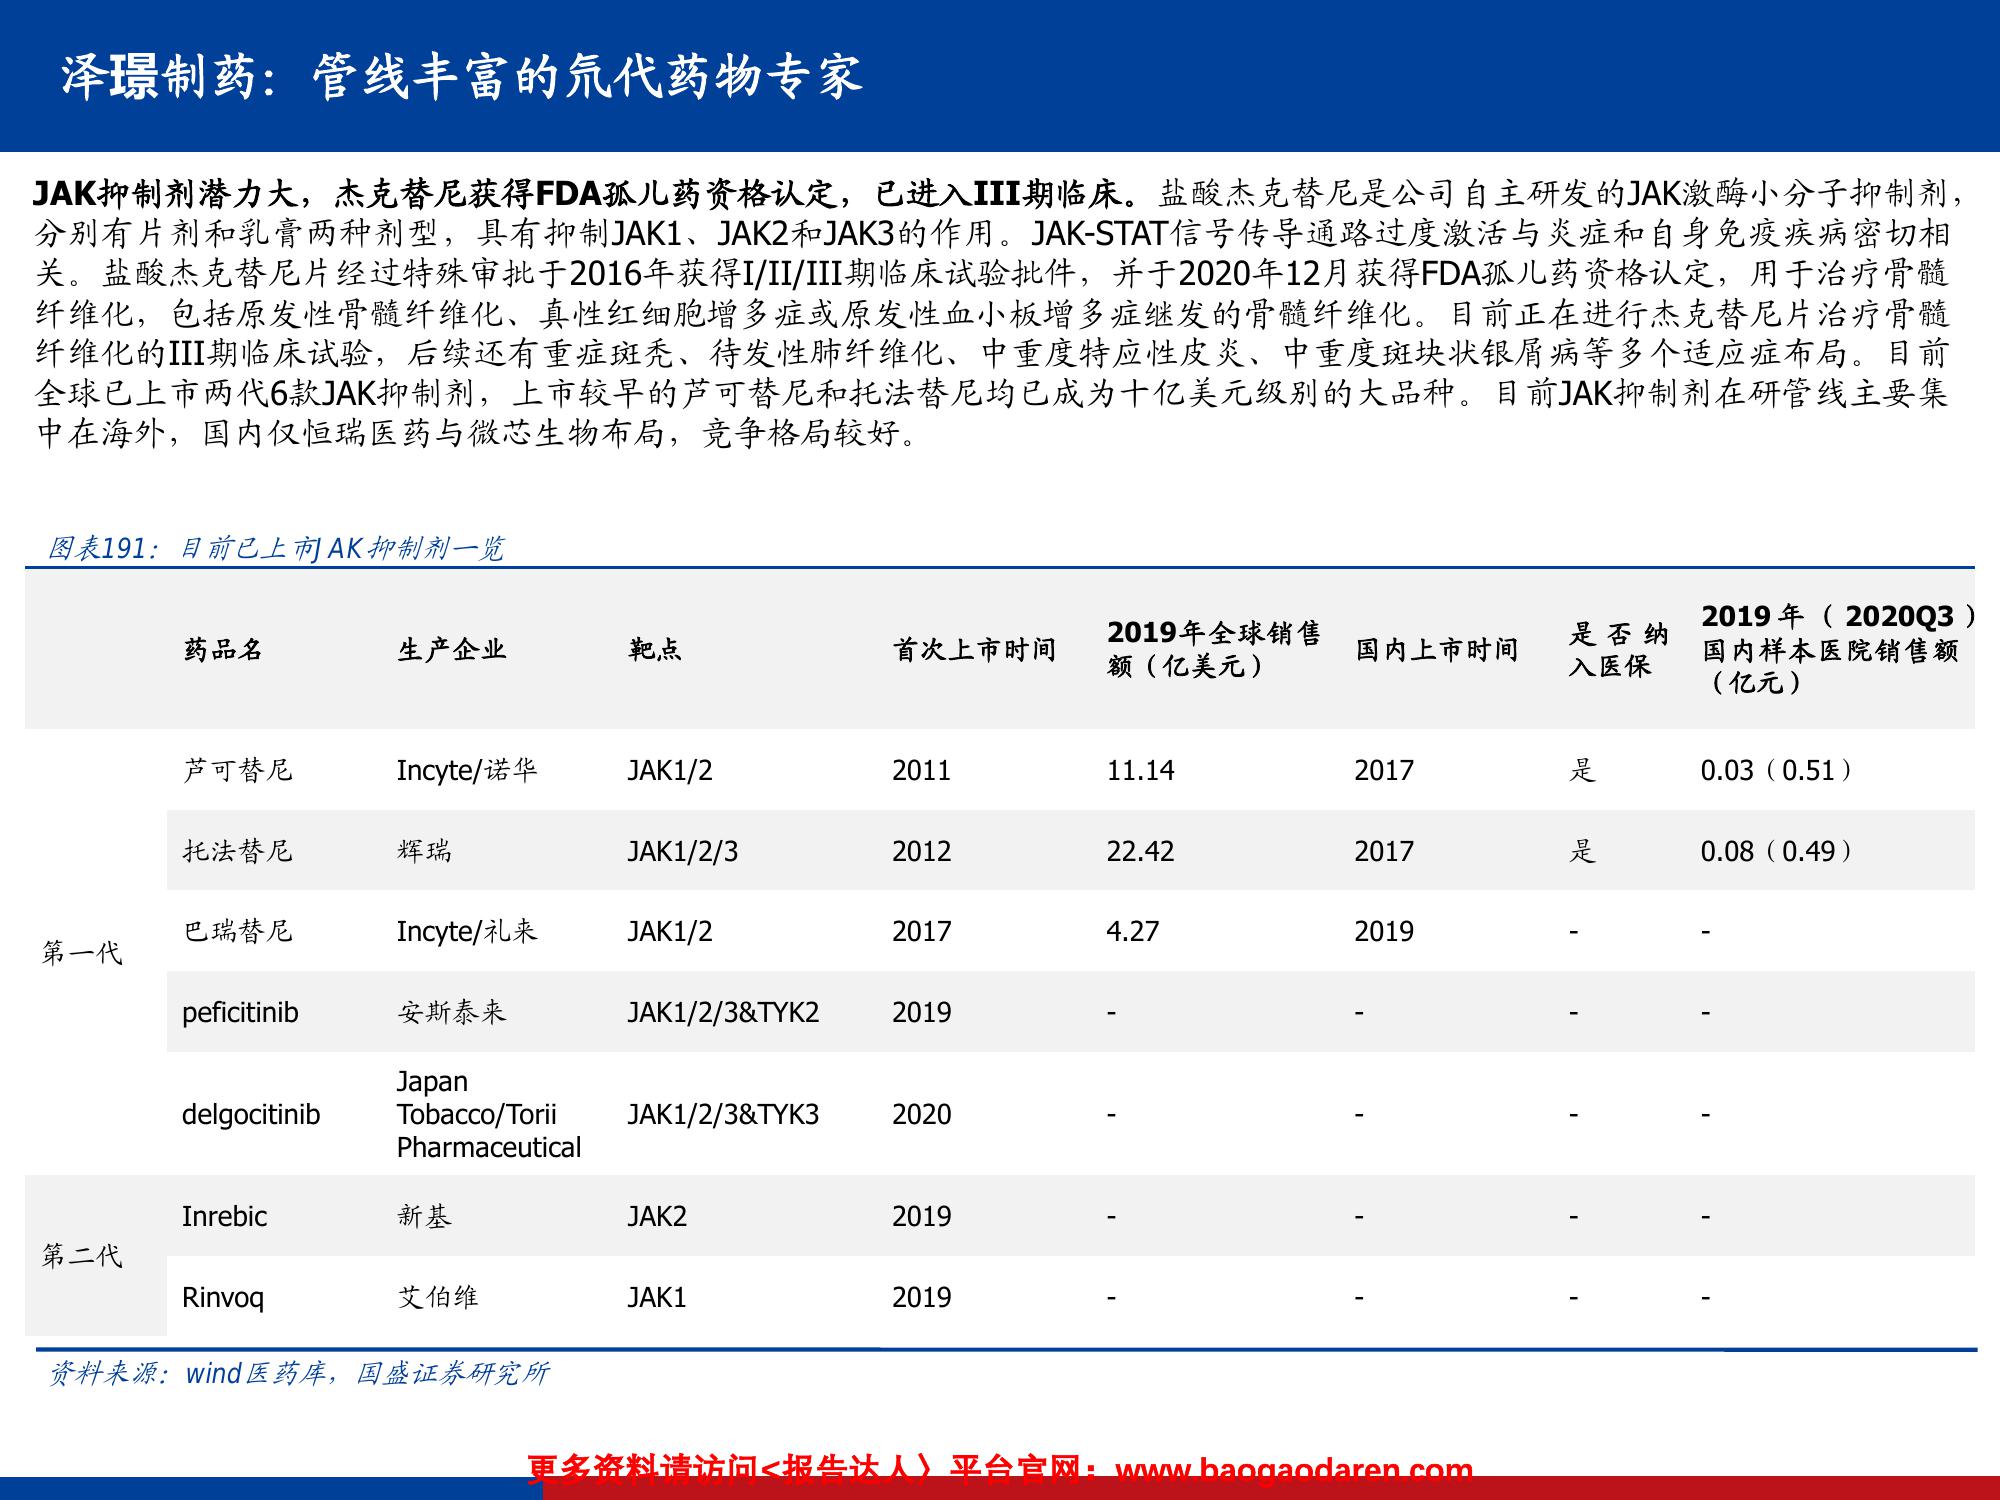 泽璟制药：管线丰富的氘代药物专家
JAK抑制剂潜力大，杰克替尼获得FDA孤儿药资格认定，已进入III期临床。盐酸杰克替尼是公司自主研发的JAK激酶小分子抑制剂，
分别有片剂和乳膏两种剂型，具有抑制JAK1、JAK2和JAK3的作用。JAK-STAT信号传导通路过度激活与炎症和自身免疫疾病密切相
关。盐酸杰克替尼片经过特殊审批于2016年获得I/II/III期临床试验批件，并于2020年12月获得FDA孤儿药资格认定，用于治疗骨髓
纤维化，包括原发性骨髓纤维化、真性红细胞增多症或原发性血小板增多症继发的骨髓纤维化。目前正在进行杰克替尼片治疗骨髓
纤维化的III期临床试验，后续还有重症斑秃、待发性肺纤维化、中重度特应性皮炎、中重度斑块状银屑病等多个适应症布局。目前
全球已上市两代6款JAK抑制剂，上市较早的芦可替尼和托法替尼均已成为十亿美元级别的大品种。目前JAK抑制剂在研管线主要集
中在海外，国内仅恒瑞医药与微芯生物布局，竞争格局较好。
图表191：目前已上市JAK抑制剂一览
药品名 生产企业 靶点 首次上市时间 2019年全球销售额（亿美元） 国内上市时间 是否纳入医保 2019年（2020Q3）国内样本医院销售额（亿元）
第一代
芦可替尼 Incyte/诺华 JAK1/2 2011 11.14 2017 是 0.03（0.51）
托法替尼 辉瑞 JAK1/2/3 2012 22.42 2017 是 0.08（0.49）
巴瑞替尼 Incyte/礼来 JAK1/2 2017 4.27 2019 - -
peficitinib 安斯泰来 JAK1/2/3&TYK2 2019 - - - -
delgocitinib Japan Tobacco/Torii Pharmaceutical JAK1/2/3&TYK3 2020 - - - -
第二代
Inrebic 新基 JAK2 2019 - - - -
Rinvoq 艾伯维 JAK1 2019 - - - -
资料来源：wind医药库，国盛证券研究所
更多资料请访问<报告达人〉平台官网：www.baogaodaren.com